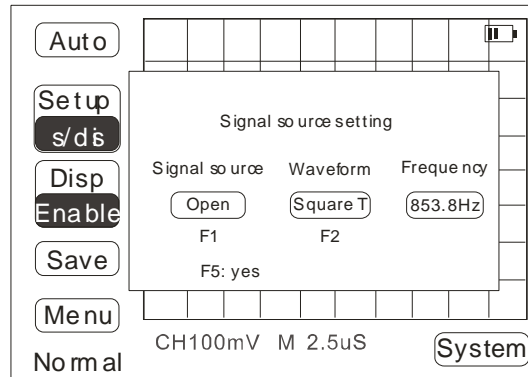 Auto
Setup
s/dis
Disp
Enable
Save
Menu
Normal
Signal source setting
Signal source Waveform Frequency
Open Square T 853.8Hz
F1 F2
F5: yes
CH100mV M 2.5uS
System